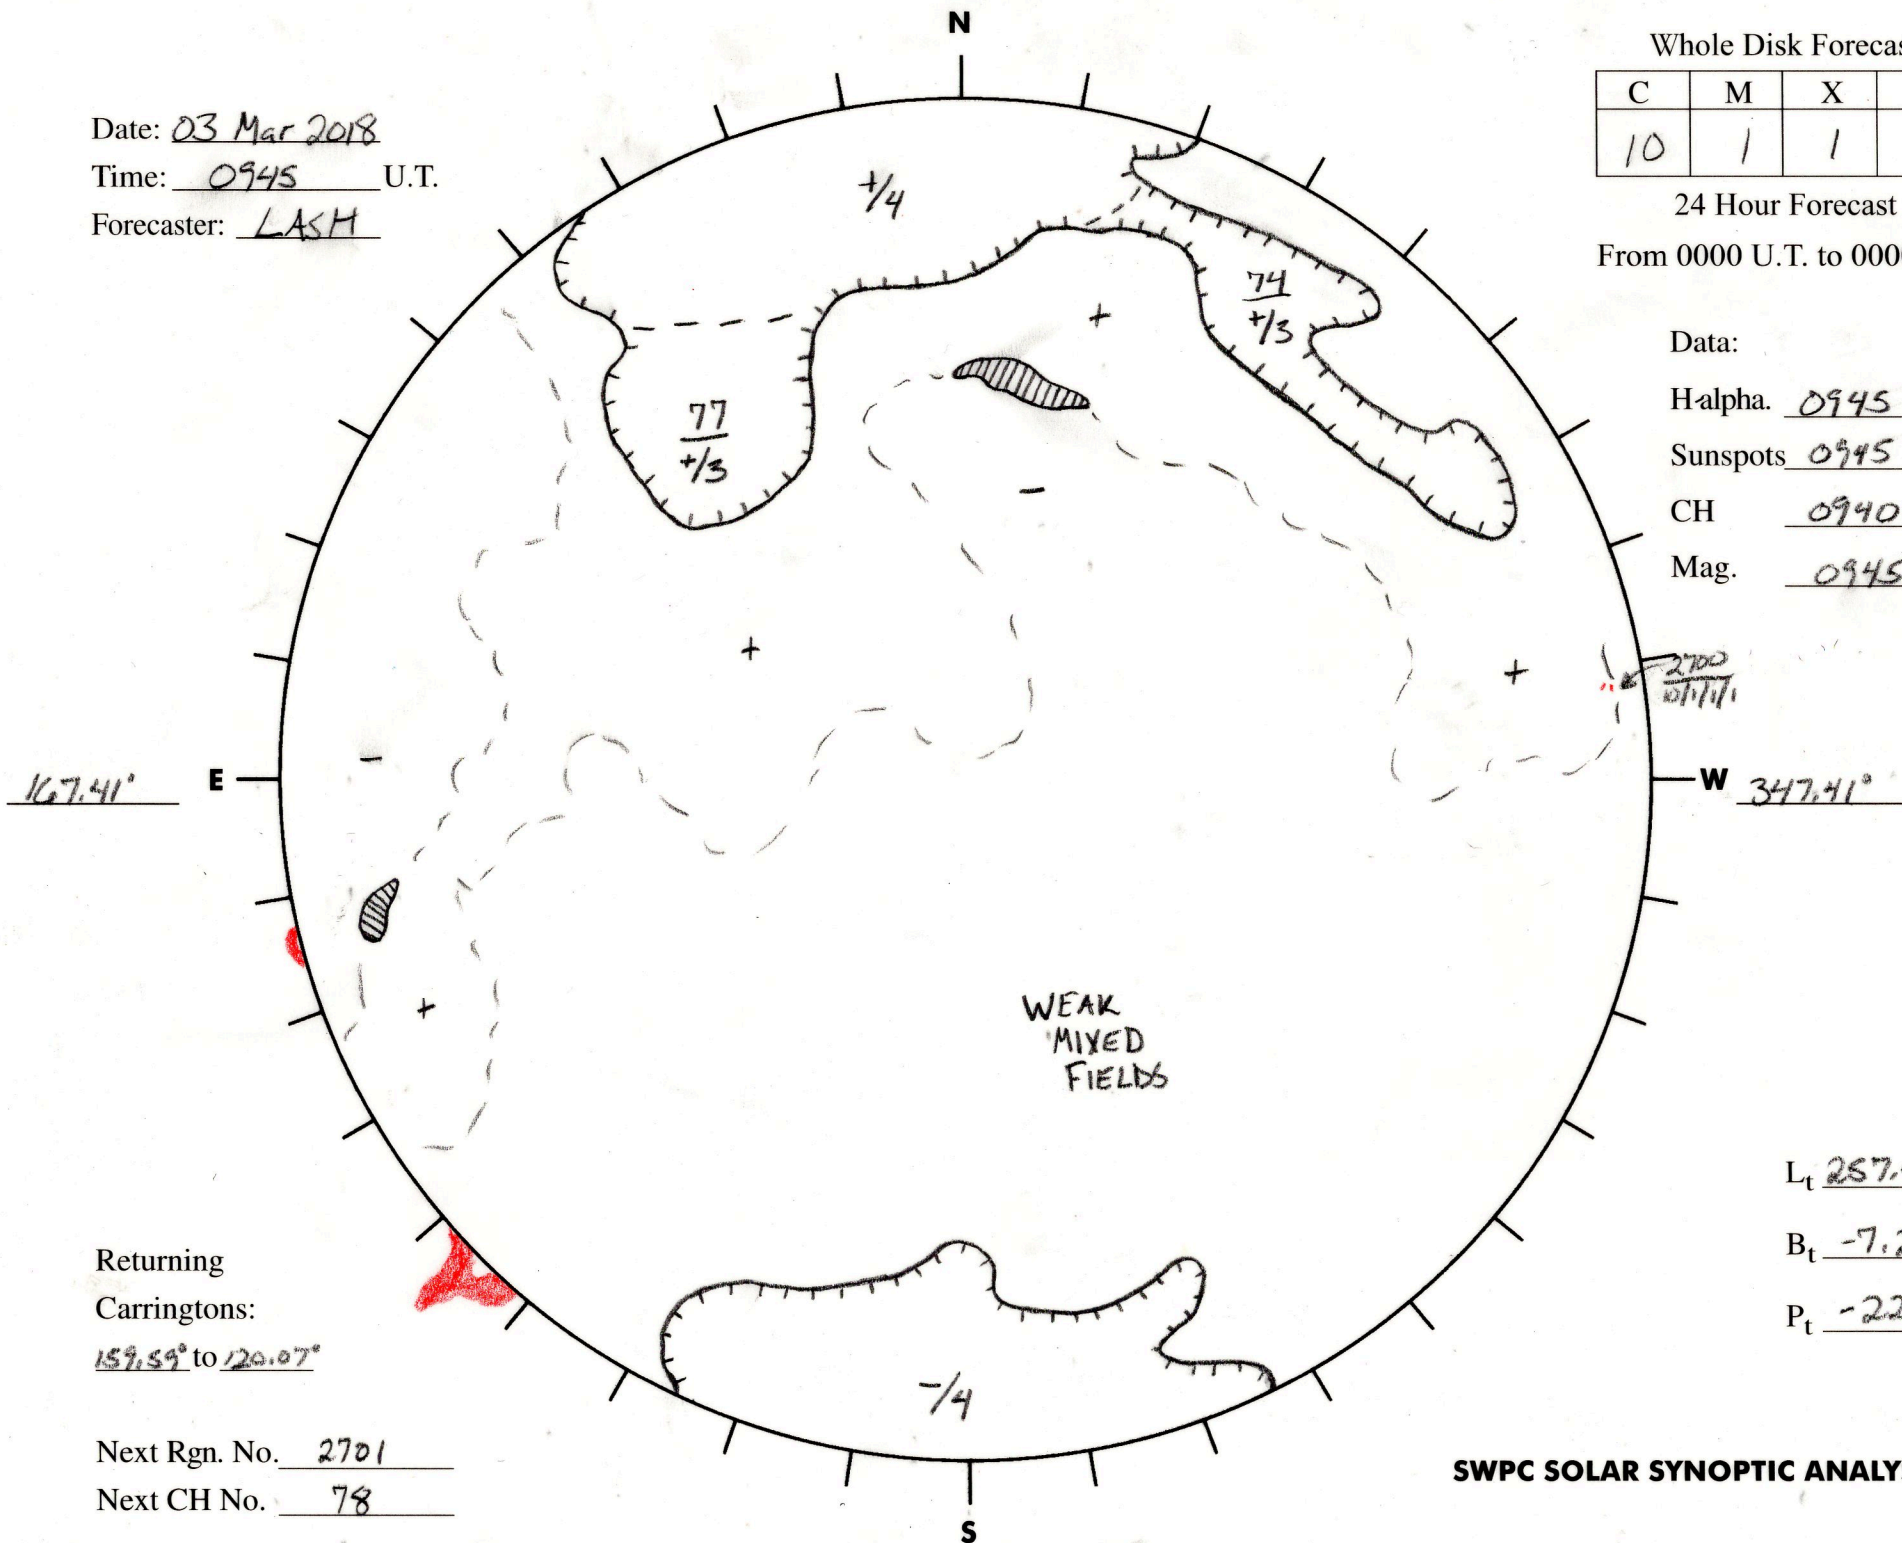 N
Whole Disk Forecas
C M X
10 1 1
24 Hour Forecast
From 0000 U.T. to 000
Date: 03 Mar 2018
Time: 0945 U.T.
Forecaster: LASH
+/4
74
+/3
+
77
+/3
-
Data:
H-alpha. 0945
Sunspots 0945
CH 0940
Mag. 0945
+
+
2700
-
167.41° E
W 347.41°
+
WEAK
MIXED
FIELDS
Lt 257.
Bt -7.2
Pt -22
Returning
Carringtons:
159.59° to 120.07°
-/4
Next Rgn. No. 2701
Next CH No. 78
SWPC SOLAR SYNOPTIC ANALY
S